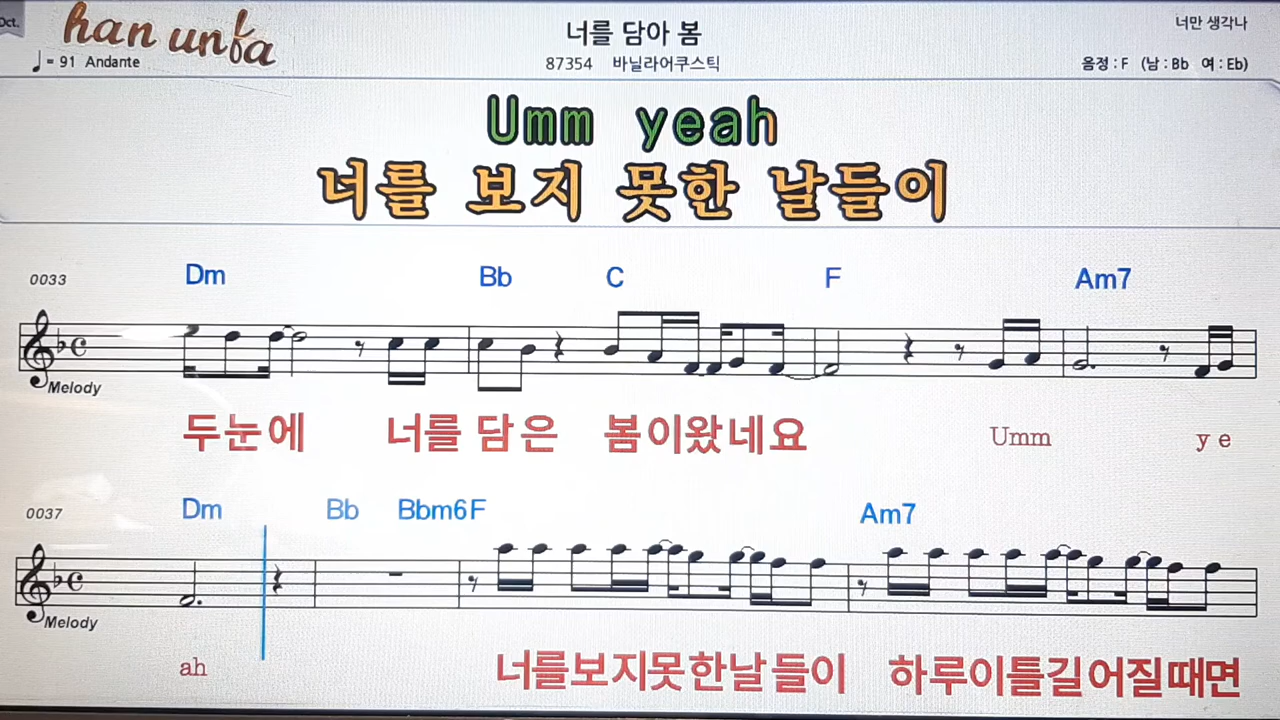 Oct.
han unfa
너를 담아 봄
너만 생각나
♩= 91 Andante
87354 바닐라어쿠스틱
음정 : F (남 : Bb 여 : Eb)
Umm yeah
너를 보지 못한 날들이
0033 Dm Bb C F Am7
Melody
두눈에 너를 담은 봄이왔네요 Umm y e
0037 Dm Bb Bbm6 F Am7
Melody
ah 너를보지못한날들이 하루이틀길어질때면